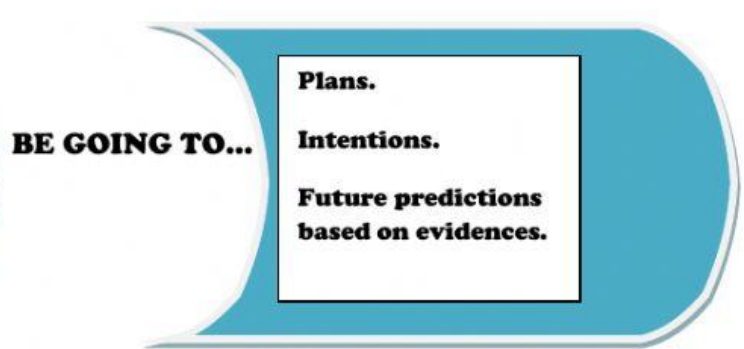 BE GOING TO...
Plans.
Intentions.
Future predictions
based on evidences.